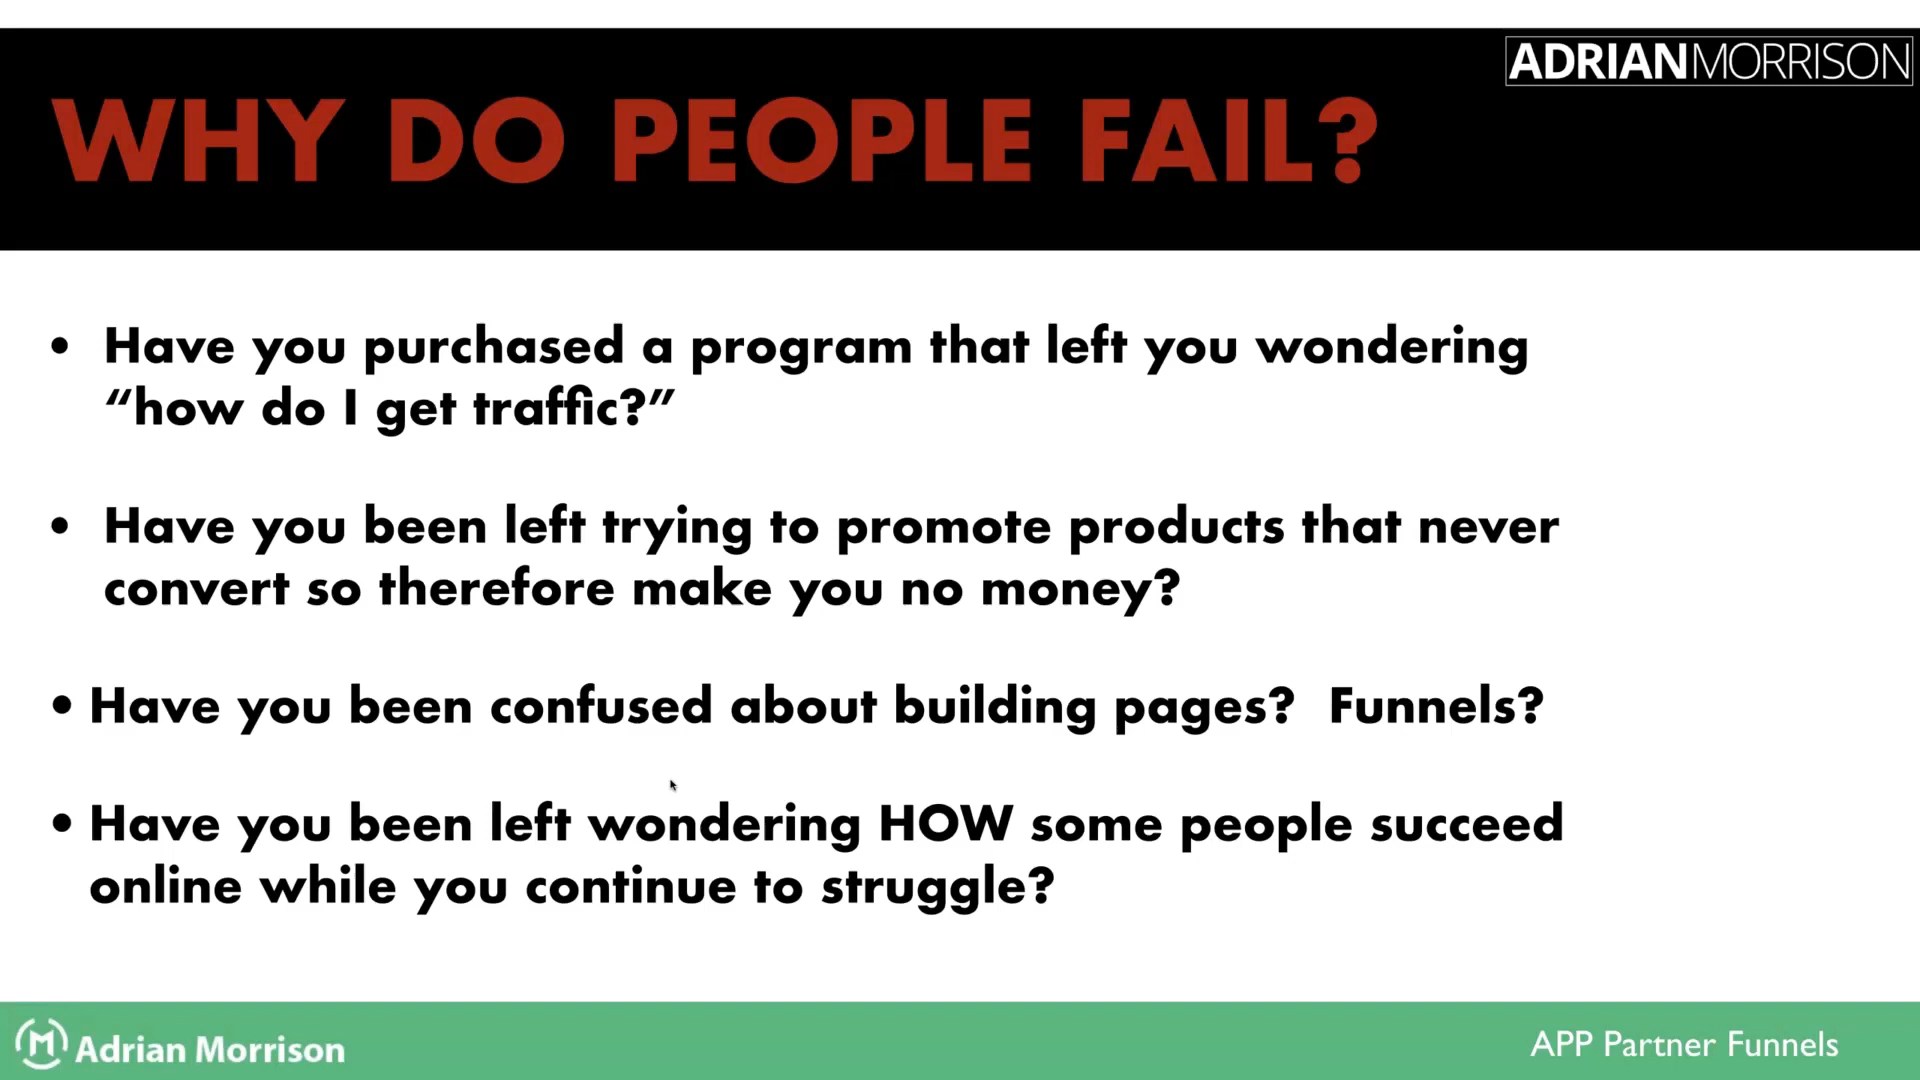 ADRIANMORRISON
WHY DO PEOPLE FAIL?
• Have you purchased a program that left you wondering
“how do I get traffic?”
• Have you been left trying to promote products that never
convert so therefore make you no money?
• Have you been confused about building pages?  Funnels?
• Have you been left wondering HOW some people succeed
online while you continue to struggle?
M Adrian Morrison
APP Partner Funnels